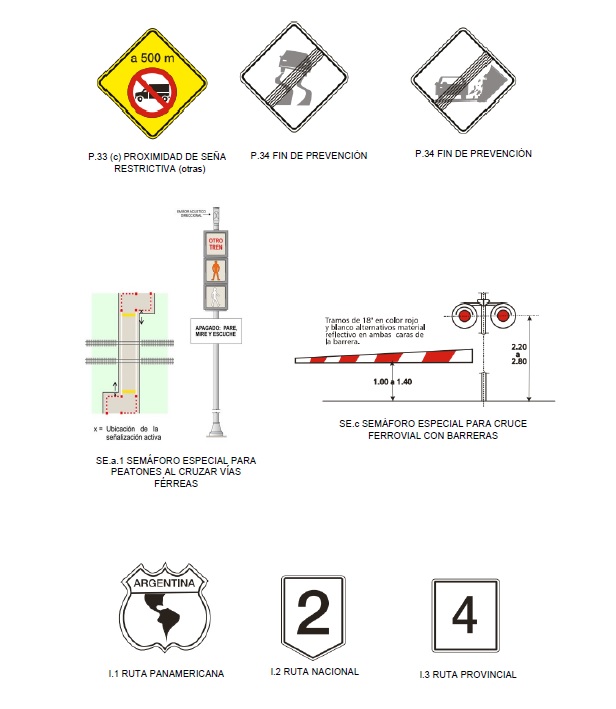 a 500 m
P.33 (c) PROXIMIDAD DE SEÑA
RESTRICTIVA (otras)
P.34 FIN DE PREVENCIÓN
P.34 FIN DE PREVENCIÓN
EMISOR ACUSTICO
DIRECCIONAL
OTRO
TREN
APAGADO: PARE,
MIRE Y ESCUCHE
x
x
x = Ubicación de la
señalización activa
SE.a.1 SEMÁFORO ESPECIAL PARA
PEATONES AL CRUZAR VÍAS
FÉRREAS
Tramos de 18" en color rojo
y blanco alternativos material
reflectivo en ambas caras de
la barrera.
1.00 a 1.40
2.20
a
2.80
SE.c SEMÁFORO ESPECIAL PARA CRUCE
FERROVIAL CON BARRERAS
ARGENTINA
I.1 RUTA PANAMERICANA
2
I.2 RUTA NACIONAL
4
I.3 RUTA PROVINCIAL